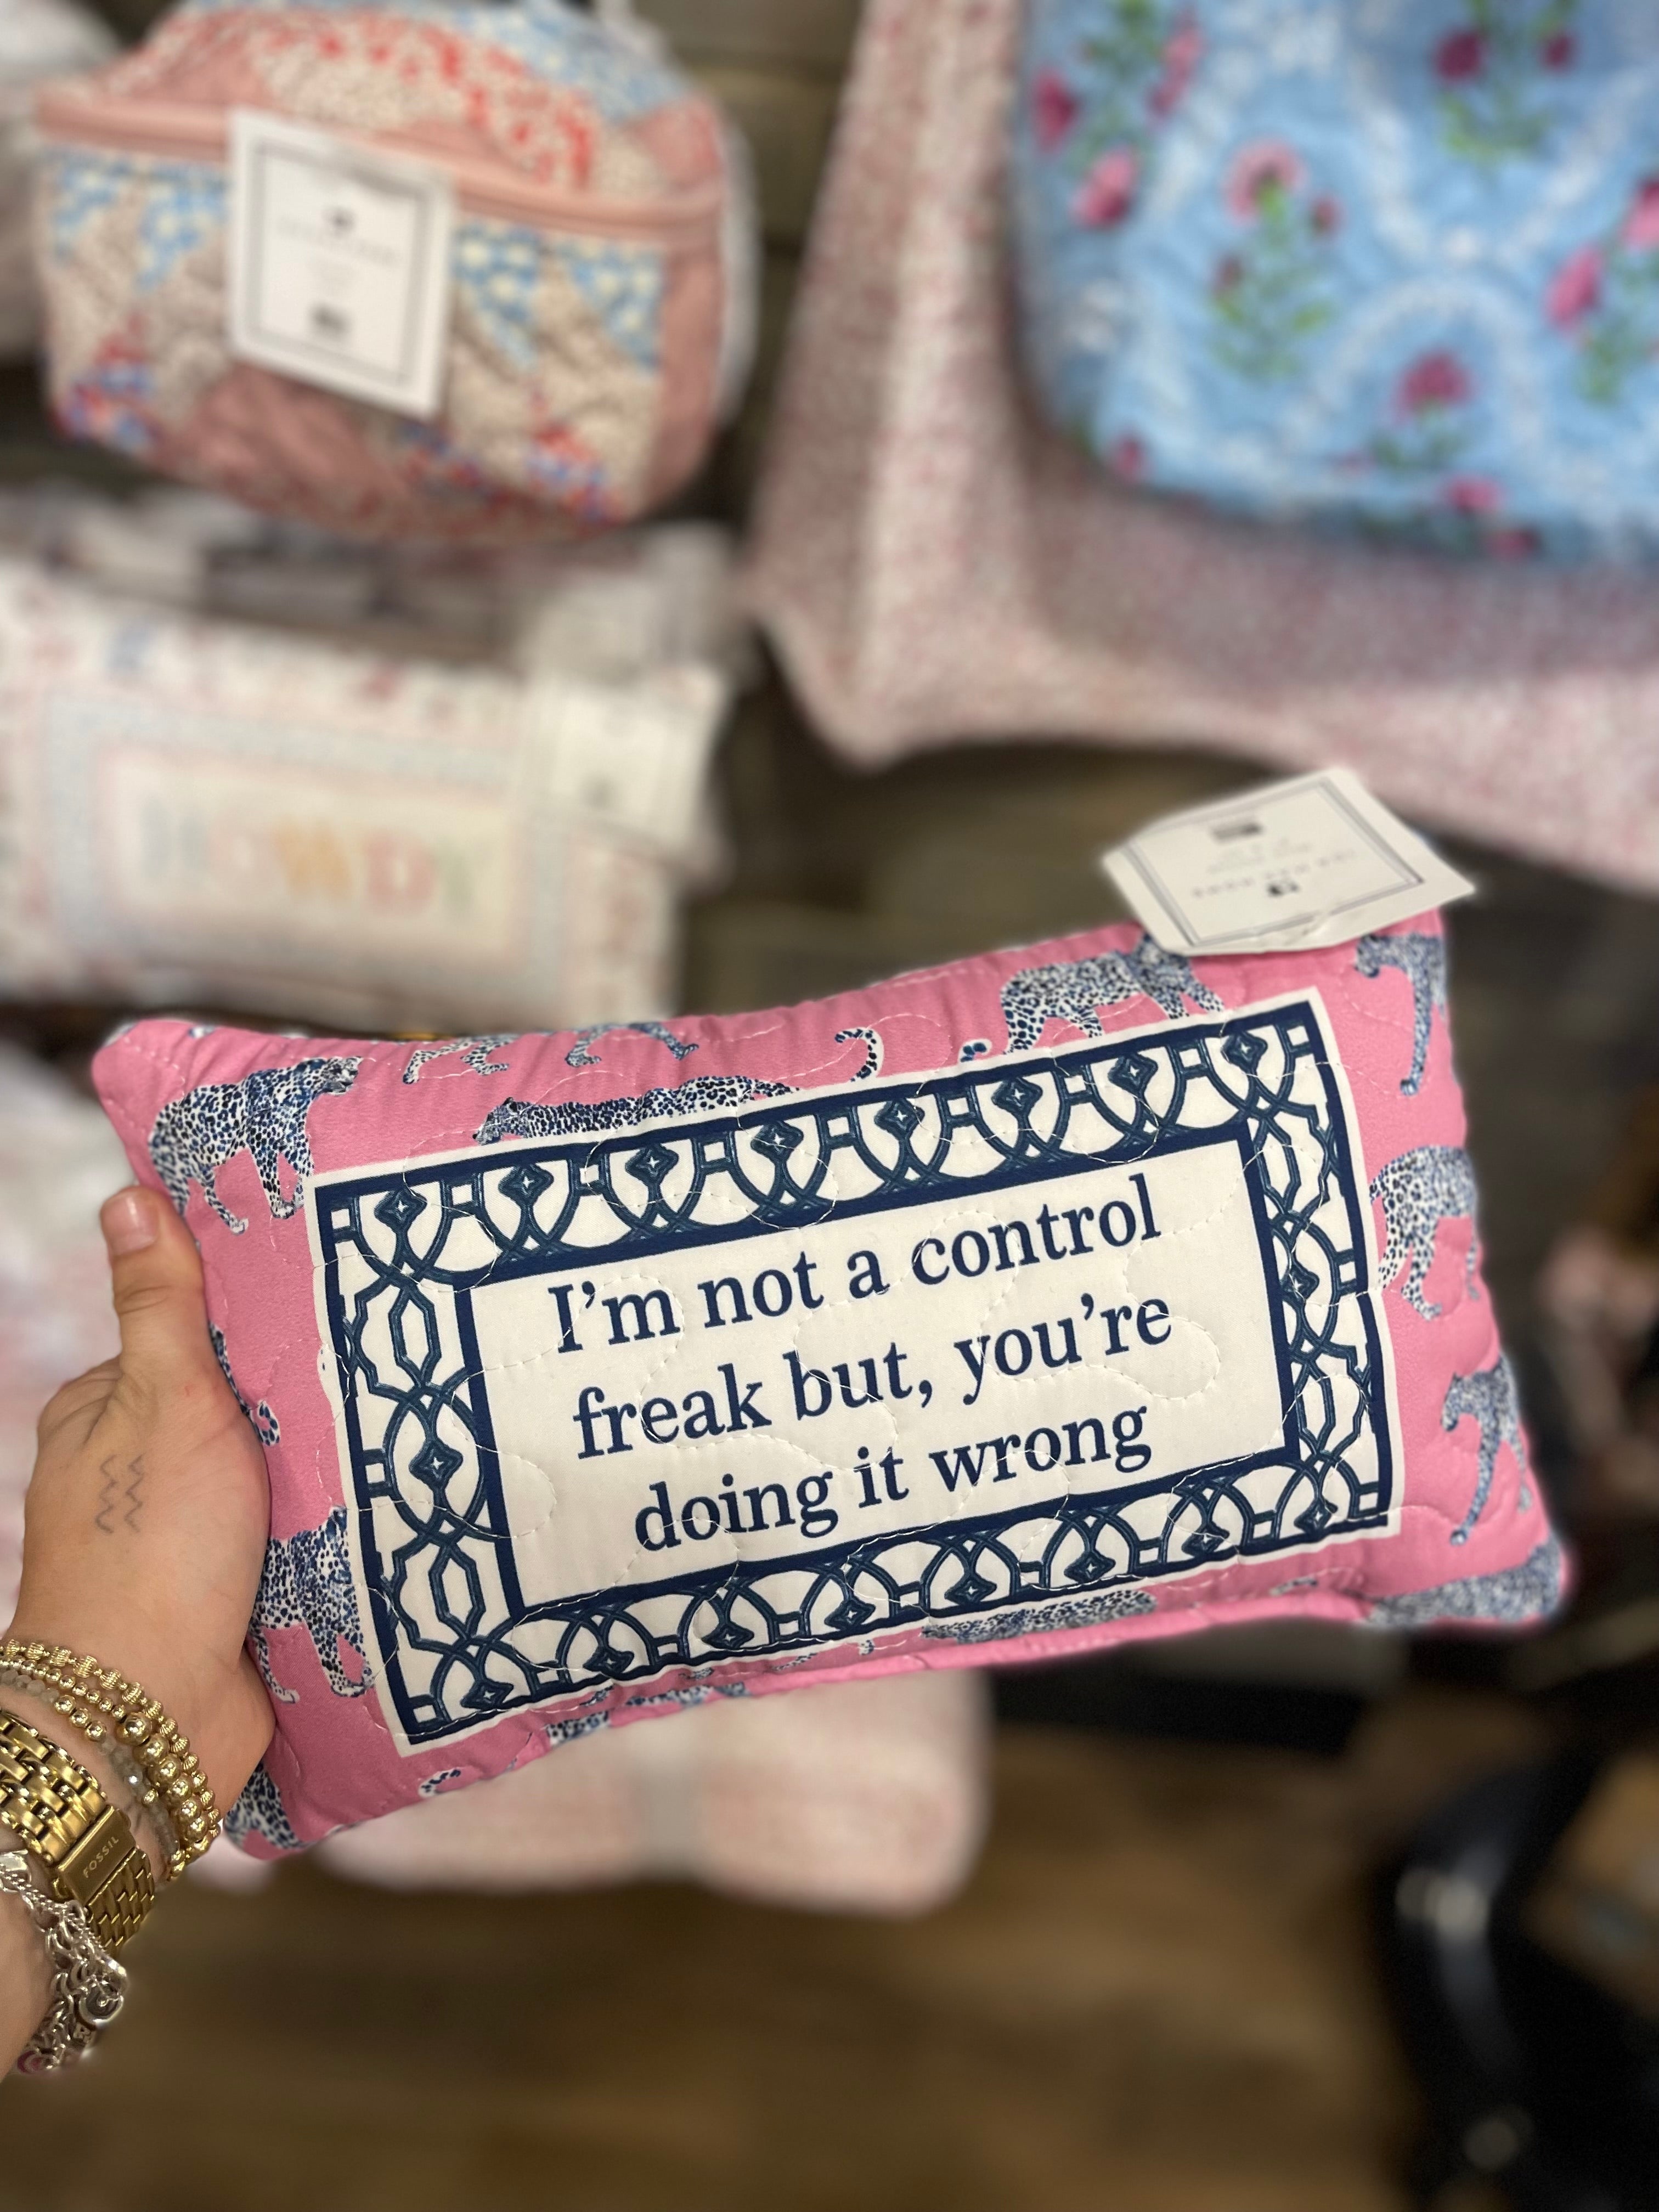 I'm not a control
freak but, you're
doing it wrong
FOSSIL